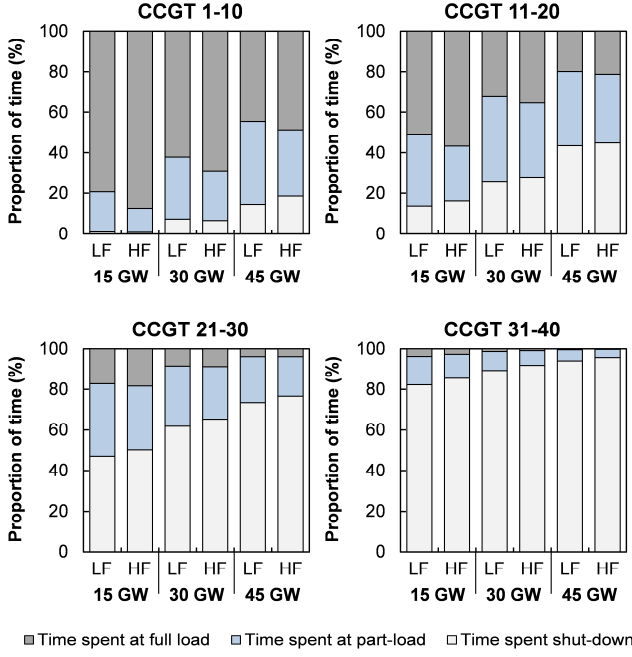 CCGT 1-10
Proportion of time (%)
100
80
60
40
20
0
LF HF LF HF LF HF
15 GW 30 GW 45 GW
CCGT 11-20
Proportion of time (%)
100
80
60
40
20
0
LF HF LF HF LF HF
15 GW 30 GW 45 GW
CCGT 21-30
Proportion of time (%)
100
80
60
40
20
0
LF HF LF HF LF HF
15 GW 30 GW 45 GW
CCGT 31-40
Proportion of time (%)
100
80
60
40
20
0
LF HF LF HF LF HF
15 GW 30 GW 45 GW
Time spent at full load Time spent at part-load Time spent shut-down